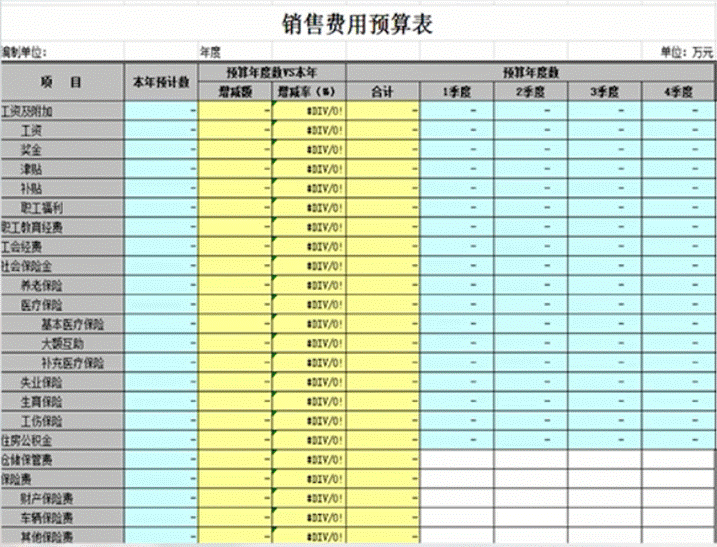 销售费用预算表
编制单位: 年度 单位: 万元
项 目 本年预计数 预算年度数VS本年 预算年度数
增减额 增减率(%) 合计 1季度 2季度 3季度 4季度
工资及附加 - - #DIV/0! - - - - -
工资 - - #DIV/0! - - - - -
奖金 - - #DIV/0! - - - - -
津贴 - - #DIV/0! - - - - -
补贴 - - #DIV/0! - - - - -
职工福利 - - #DIV/0! - - - - -
职工教育经费 - - #DIV/0! - - - - -
工会经费 - - #DIV/0! - - - - -
社会保险金 - - #DIV/0! - - - - -
养老保险 - - #DIV/0! - - - - -
医疗保险 - - #DIV/0! - - - - -
基本医疗保险 - - #DIV/0! - - - - -
大额互助 - - #DIV/0! - - - - -
补充医疗保险 - - #DIV/0! - - - - -
失业保险 - - #DIV/0! - - - - -
生育保险 - - #DIV/0! - - - - -
工伤保险 - - #DIV/0! - - - - -
住房公积金 - - #DIV/0! - - - - -
仓储保管费 - - #DIV/0! -
保险费 - - #DIV/0! -
财产保险费 - - #DIV/0! -
车辆保险费 - - #DIV/0! -
其他保险费 - - #DIV/0! -